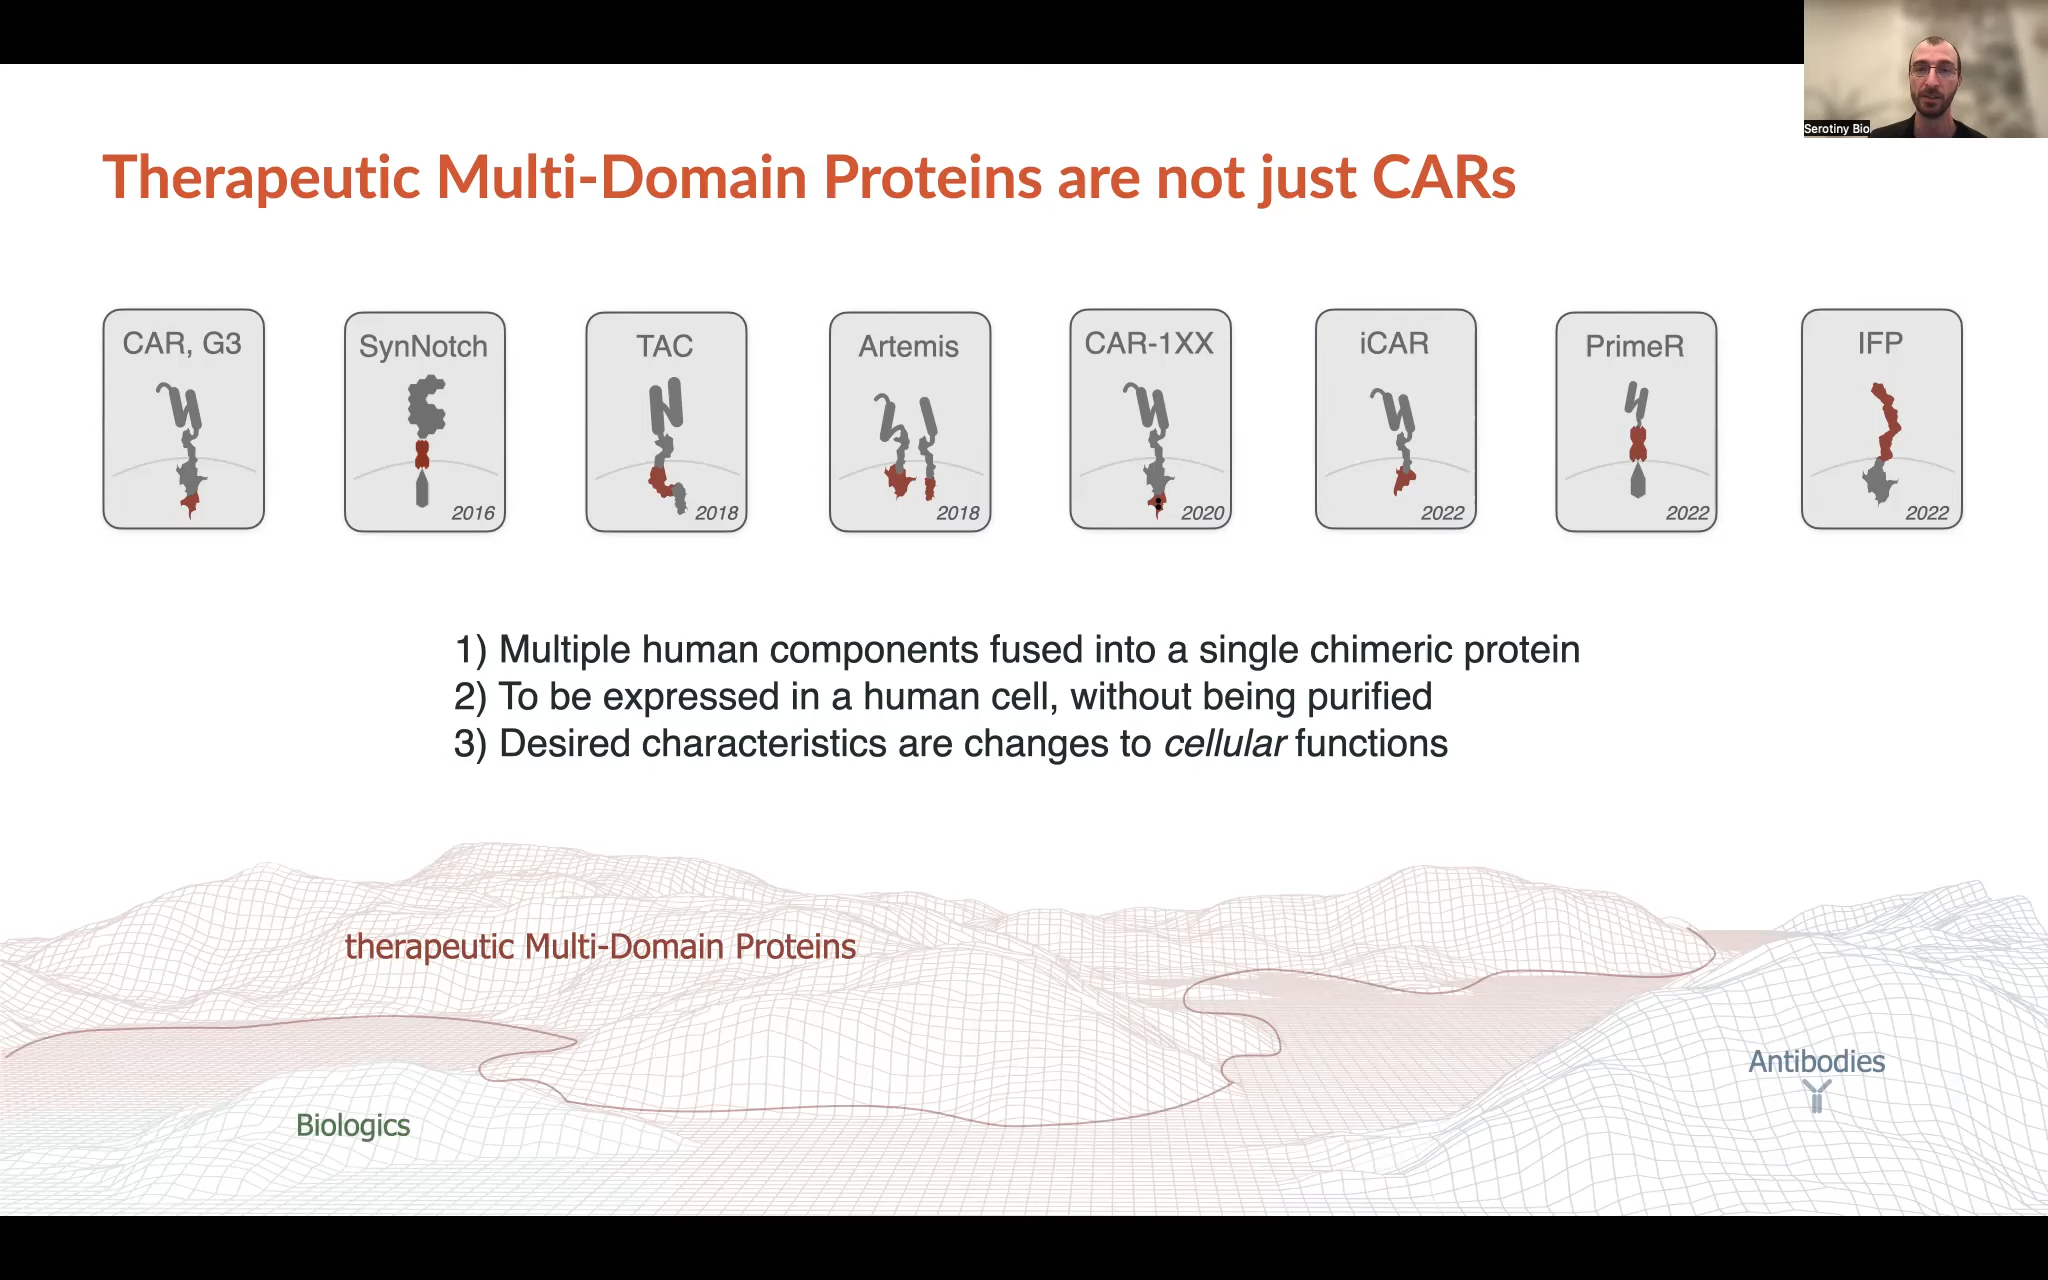 Serotiny Bio
Therapeutic Multi-Domain Proteins are not just CARs
CAR, G3
SynNotch
2016
TAC
2018
Artemis
2018
CAR-1XX
2020
iCAR
2022
PrimeR
2022
IFP
2022
1) Multiple human components fused into a single chimeric protein
2) To be expressed in a human cell, without being purified
3) Desired characteristics are changes to cellular functions
therapeutic Multi-Domain Proteins
Antibodies
Biologics